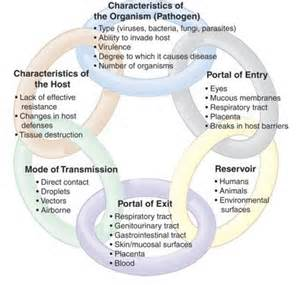 Characteristics of
the Organism (Pathogen)
• Type (viruses, bacteria, fungi, parasites)
• Ability to invade host
• Virulence
• Degree to which it causes disease
• Number of organisms
Characteristics of
the Host
• Lack of effective
resistance
• Changes in host
defenses
• Tissue destruction
Portal of Entry
• Eyes
• Mucous membranes
• Respiratory tract
• Placenta
• Breaks in host barriers
Mode of Transmission
• Direct contact
• Droplets
• Vectors
• Airborne
Portal of Exit
• Respiratory tract
• Genitourinary tract
• Gastrointestinal tract
• Skin/mucosal surfaces
• Placenta
• Blood
Reservoir
• Humans
• Animals
• Environmental
surfaces